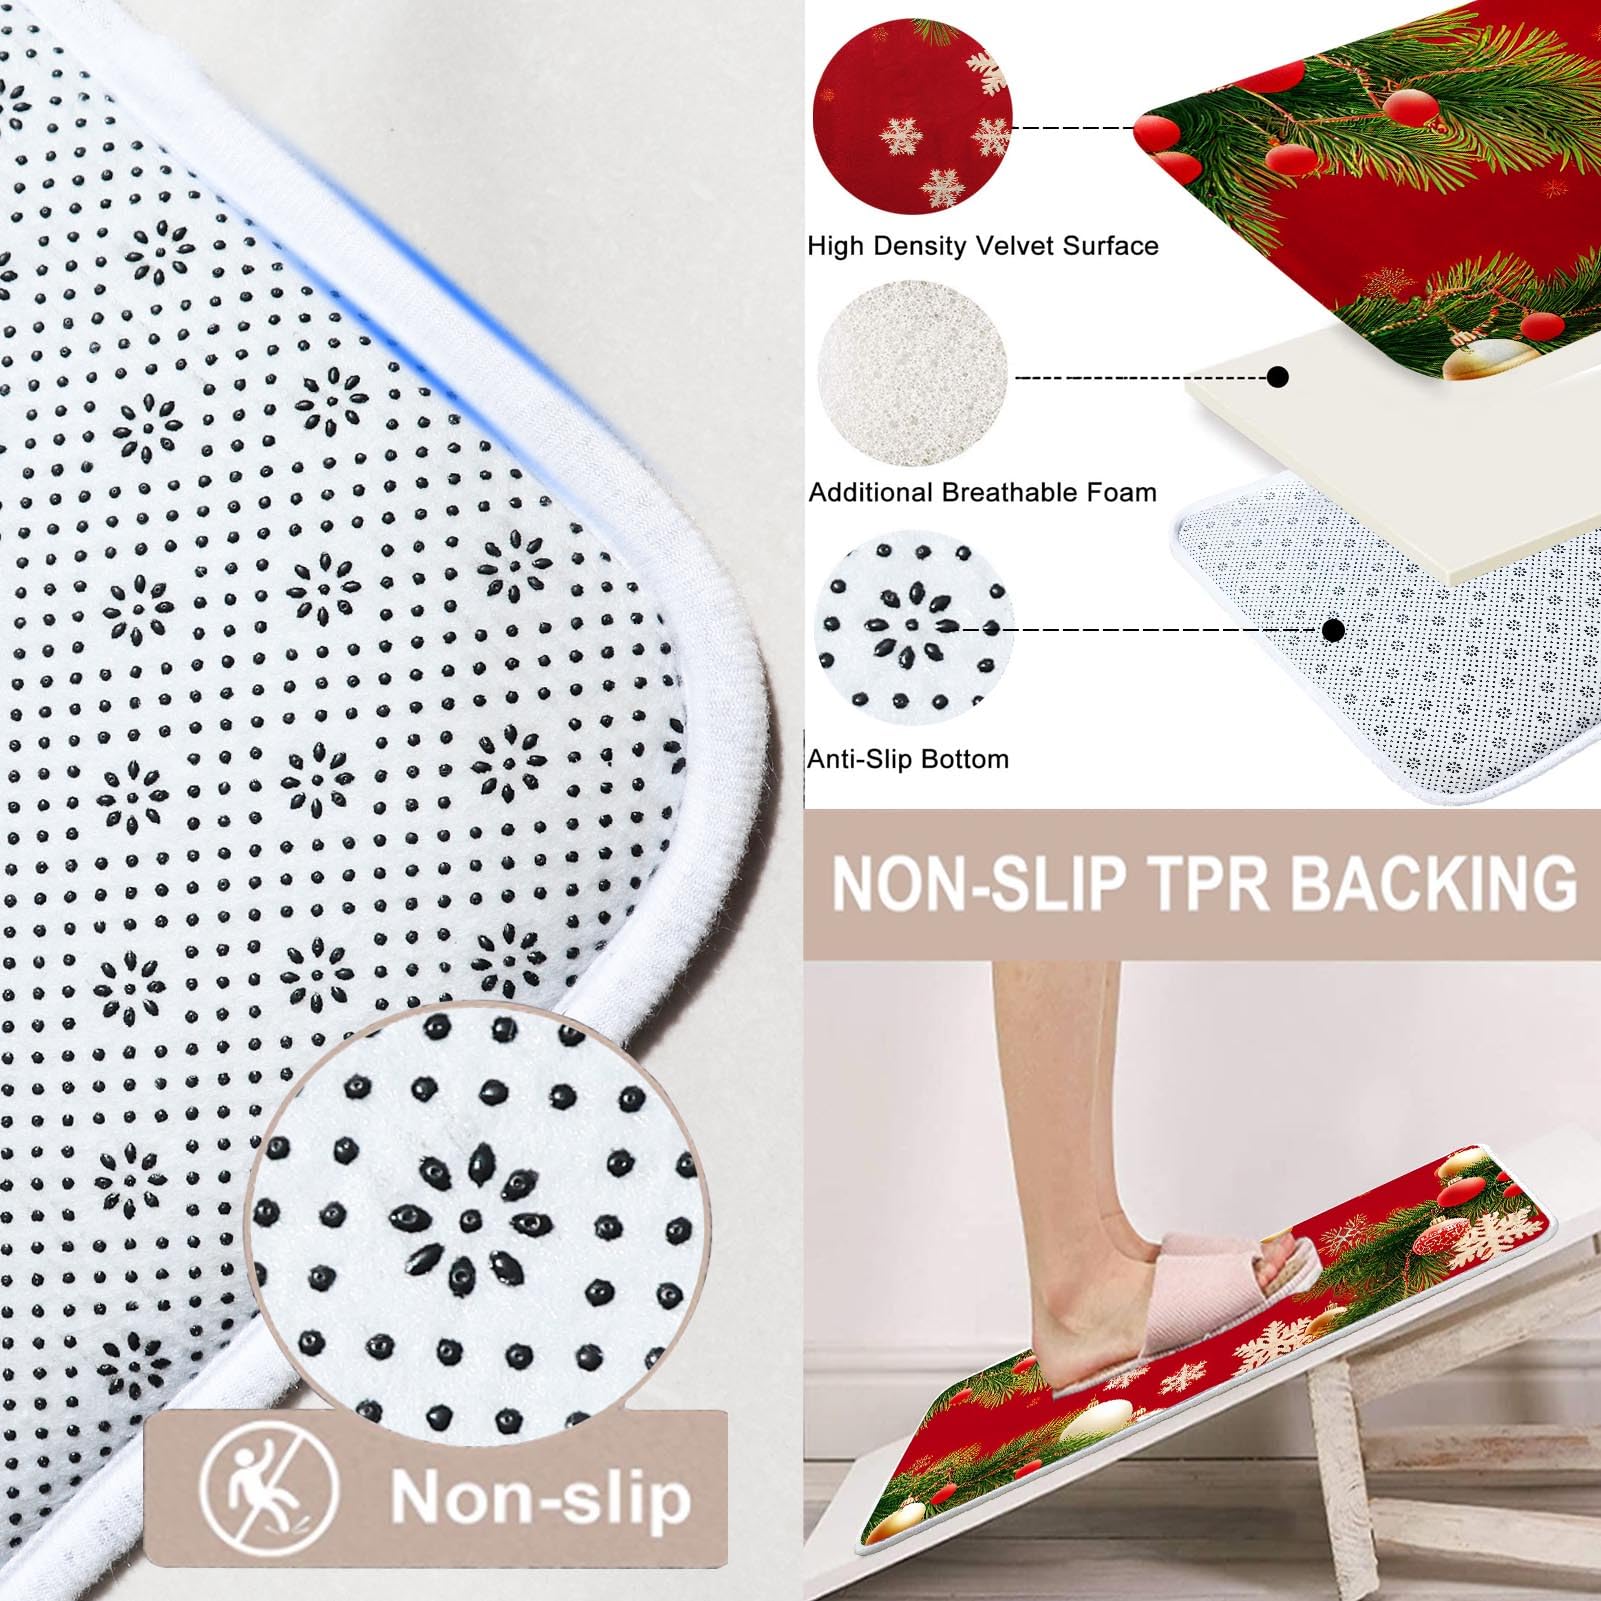 High Density Velvet Surface
Additional Breathable Foam
Anti-Slip Bottom
NON-SLIP TPR BACKING
Non-slip